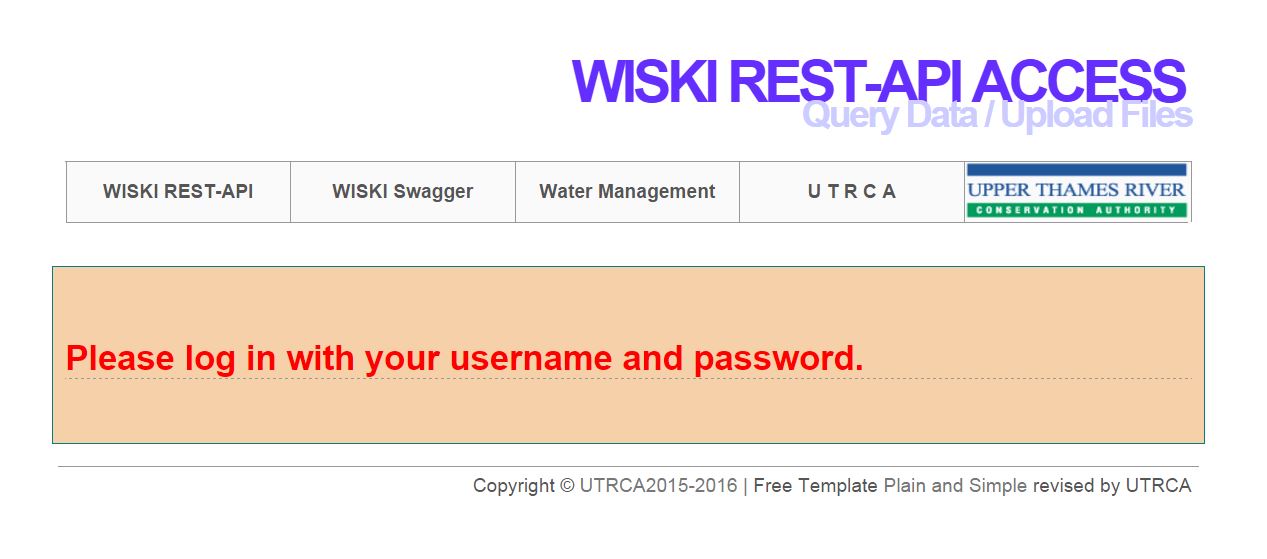 WISKI REST-API ACCESS
Query Data / Upload Files
WISKI REST-API WISKI Swagger Water Management U T R C A UPPER THAMES RIVER
CONSERVATION AUTHORITY
Please log in with your username and password.
Copyright © UTRCA2015-2016 | Free Template Plain and Simple revised by UTRCA